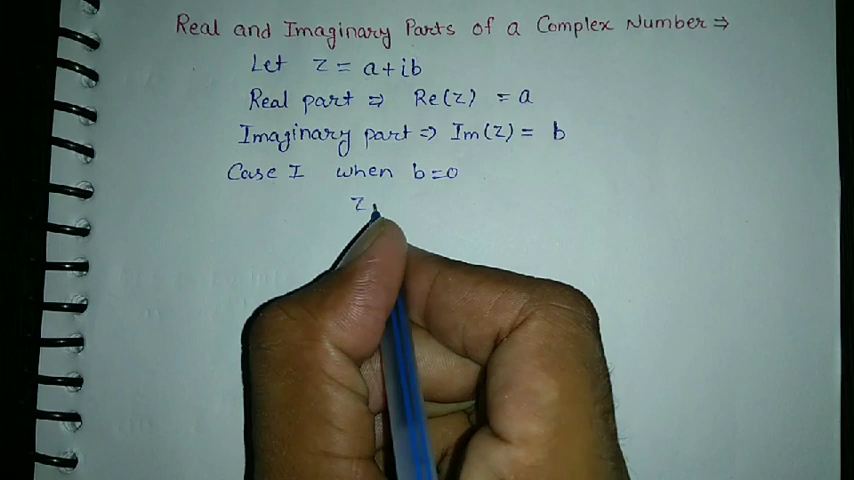 Real and Imaginary Parts of a Complex Number ⇒
Let z = a+ib
Real part ⇒ Re(z) = a
Imaginary part ⇒ Im(z) = b
Case I when b=0
z